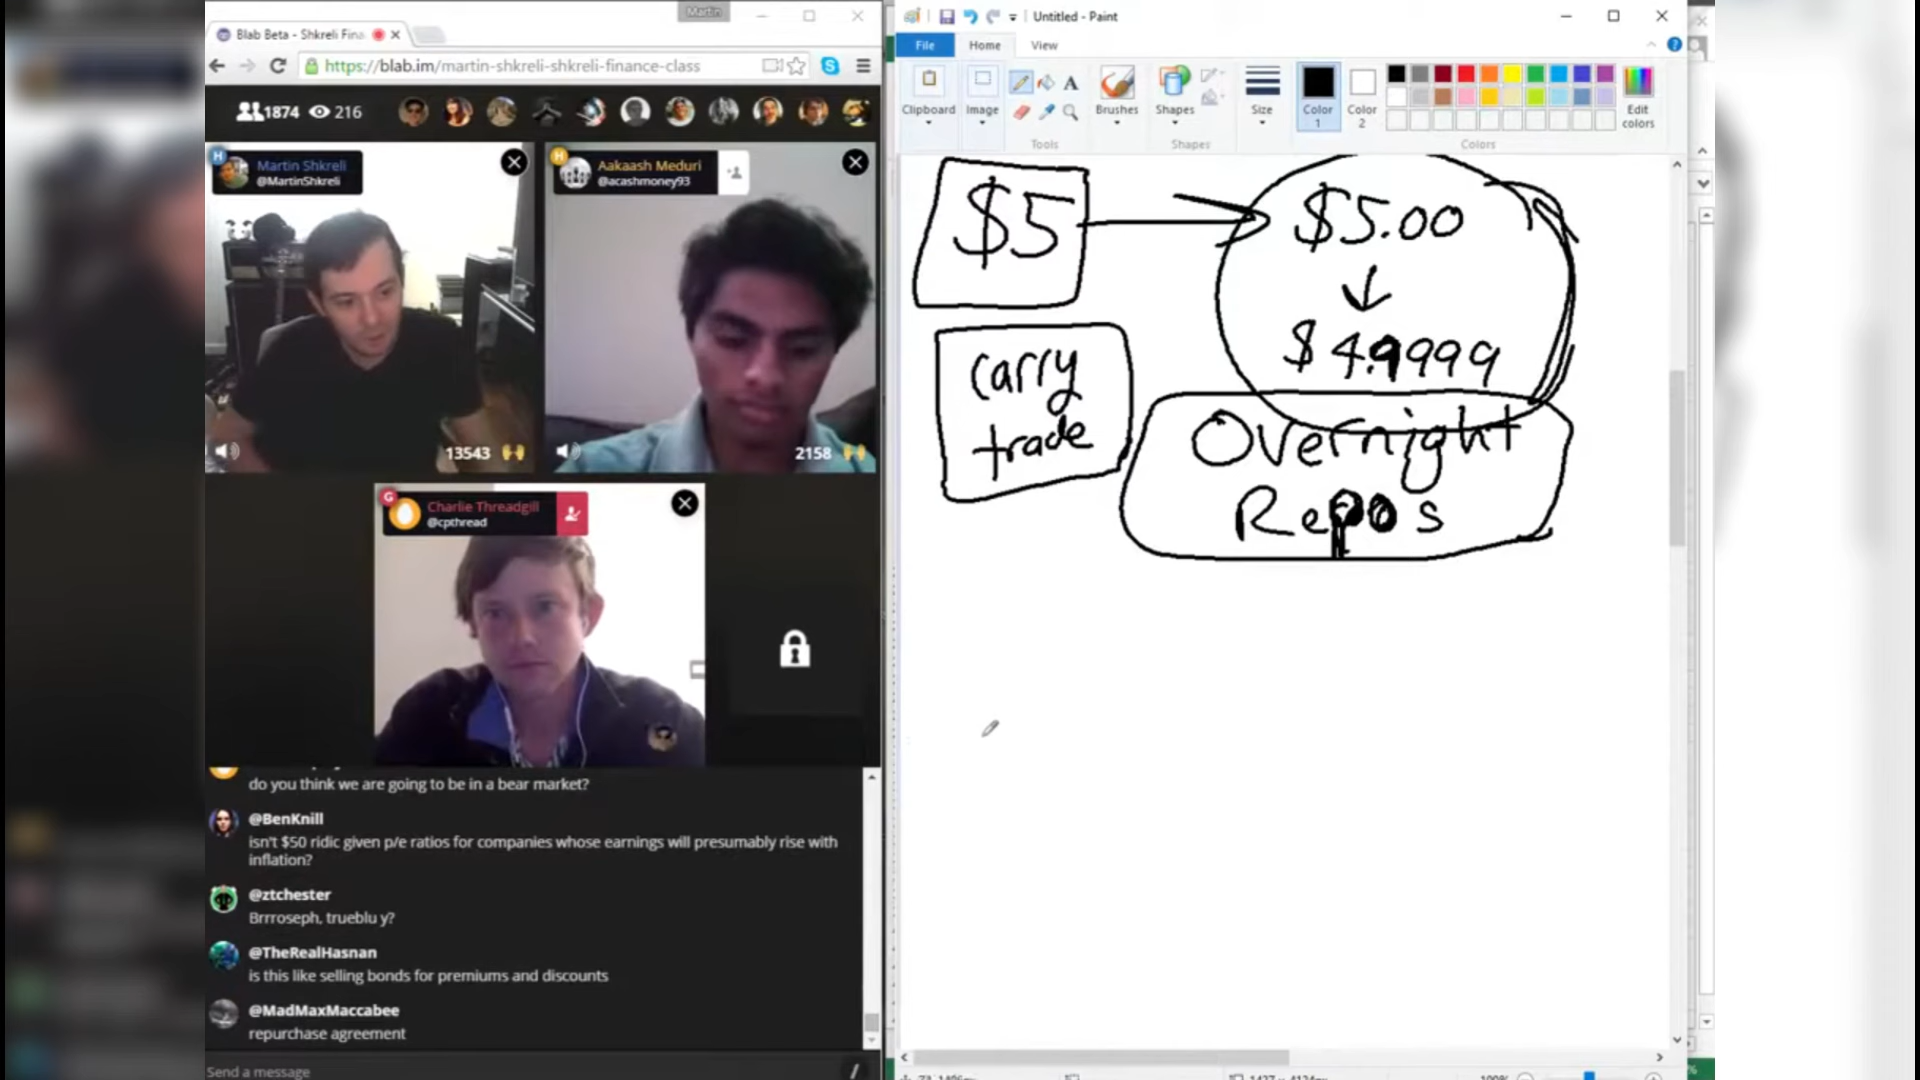 Martin
Blab Beta - Shkreli Fina
https://blab.im/martin-shkreli-shkreli-finance-class
1874 216
H Martin Shkreli
@MartinShkreli
13543
H Aakaash Meduri
@acashmoney93
2158
G Charlie Threadgill
@cpthread
do you think we are going to be in a bear market?
@BenKnill
isn't $50 ridic given p/e ratios for companies whose earnings will presumably rise with
inflation?
@ztchester
Brrroseph, trueblu y?
@TheRealHasnan
is this like selling bonds for premiums and discounts
@MadMaxMaccabee
repurchase agreement
Send a message
Untitled - Paint
File Home View
Clipboard
Image
Tools
Brushes
Shapes
Shapes
Size
Color
1
Color
2
Edit
colors
Colors
$5
$5.00
$4.9999
carry
trade
Overnight
Repos
100%